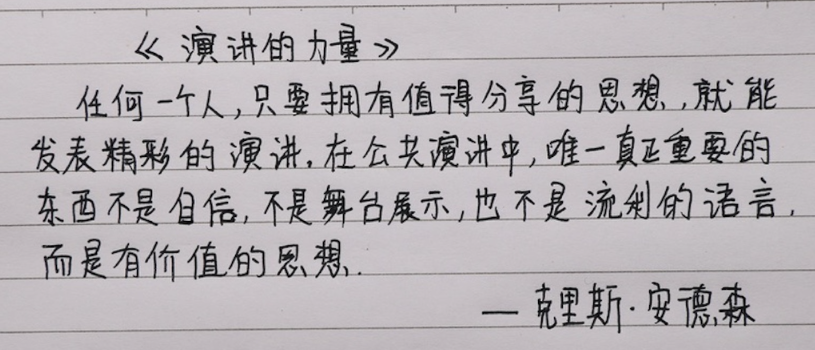 《演讲的力量》
任何一个人,只要拥有值得分享的思想,就能
发表精彩的演讲.在公共演讲中,唯一真正重要的
东西不是自信,不是舞台展示,也不是流利的语言,
而是有价值的思想.
— 克里斯·安德森